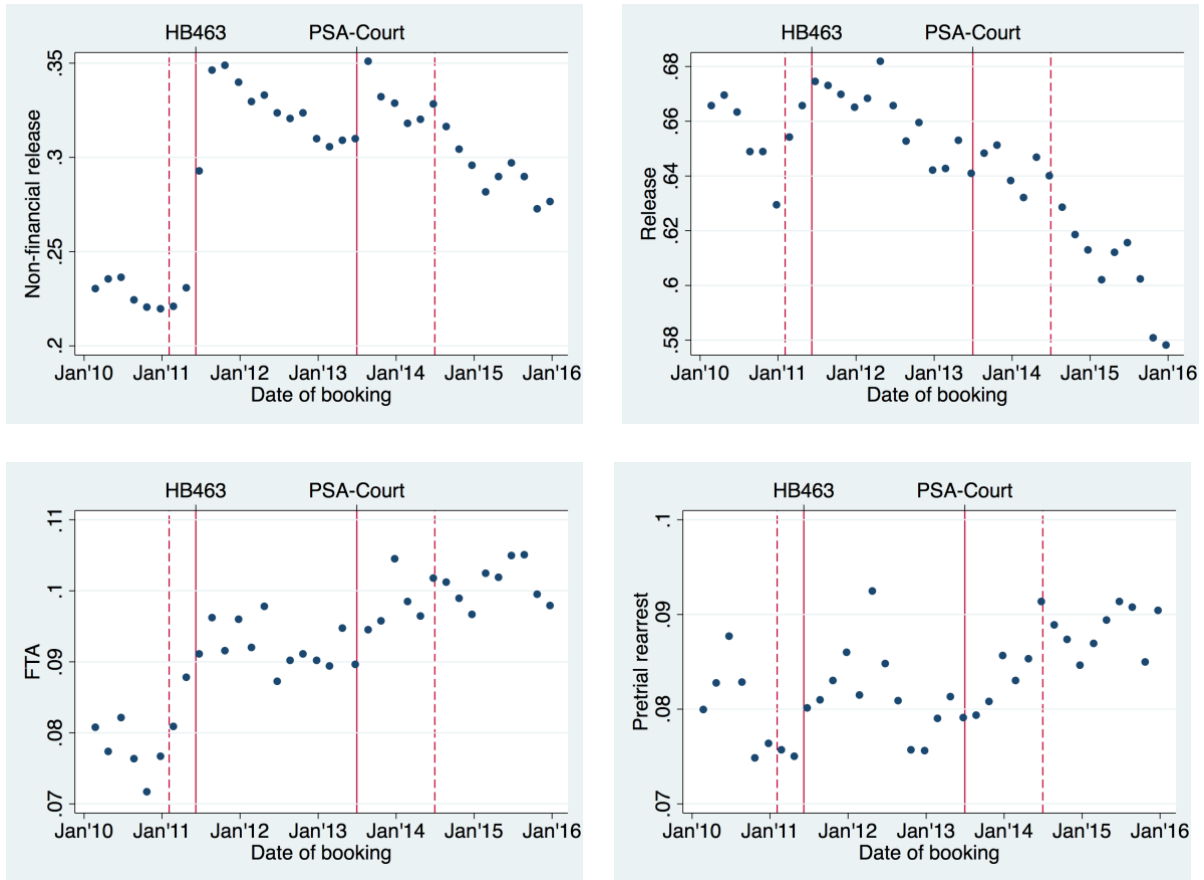 HB463 PSA-Court
Non-financial release
.35
.3
.25
.2
Jan'10 Jan'11 Jan'12 Jan'13 Jan'14 Jan'15 Jan'16
Date of booking
HB463 PSA-Court
Release
.68
.66
.64
.62
.6
.58
Jan'10 Jan'11 Jan'12 Jan'13 Jan'14 Jan'15 Jan'16
Date of booking
HB463 PSA-Court
FTA
.11
.1
.09
.08
.07
Jan'10 Jan'11 Jan'12 Jan'13 Jan'14 Jan'15 Jan'16
Date of booking
HB463 PSA-Court
Pretrial rearrest
.1
.09
.08
.07
Jan'10 Jan'11 Jan'12 Jan'13 Jan'14 Jan'15 Jan'16
Date of booking